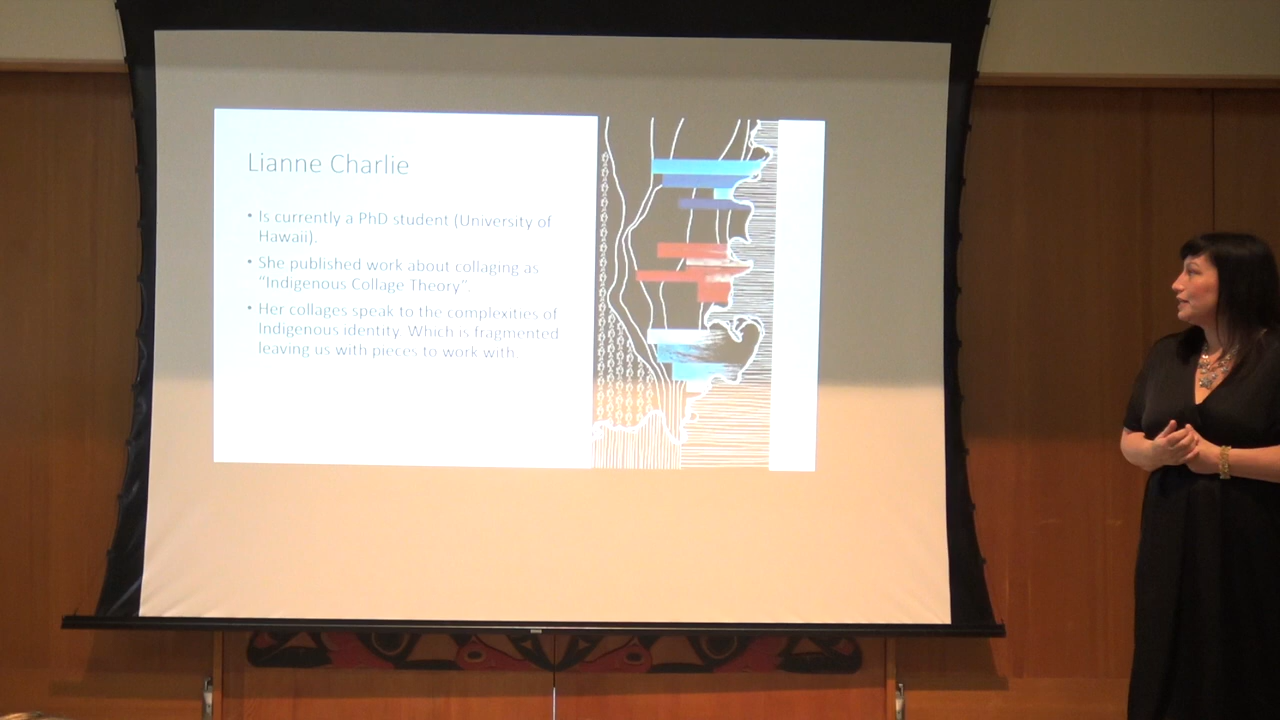 Lianne Charlie
• Is currently a PhD student (University of
Hawaii).
• She published work about collaging as
“Indigenous Collage Theory”.
• Her collages speak to the complexities of
Indigenous identity. Which is fragmented
leaving us with pieces to work with.